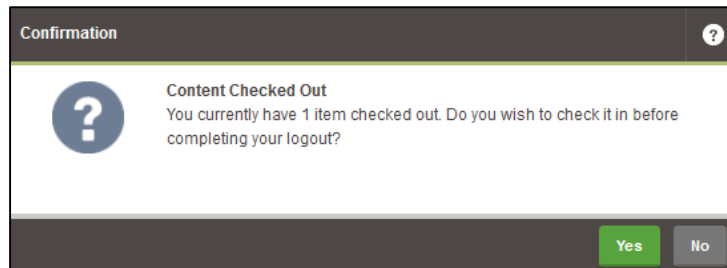 Confirmation
?
?
Content Checked Out
You currently have 1 item checked out. Do you wish to check it in before
completing your logout?
Yes
No